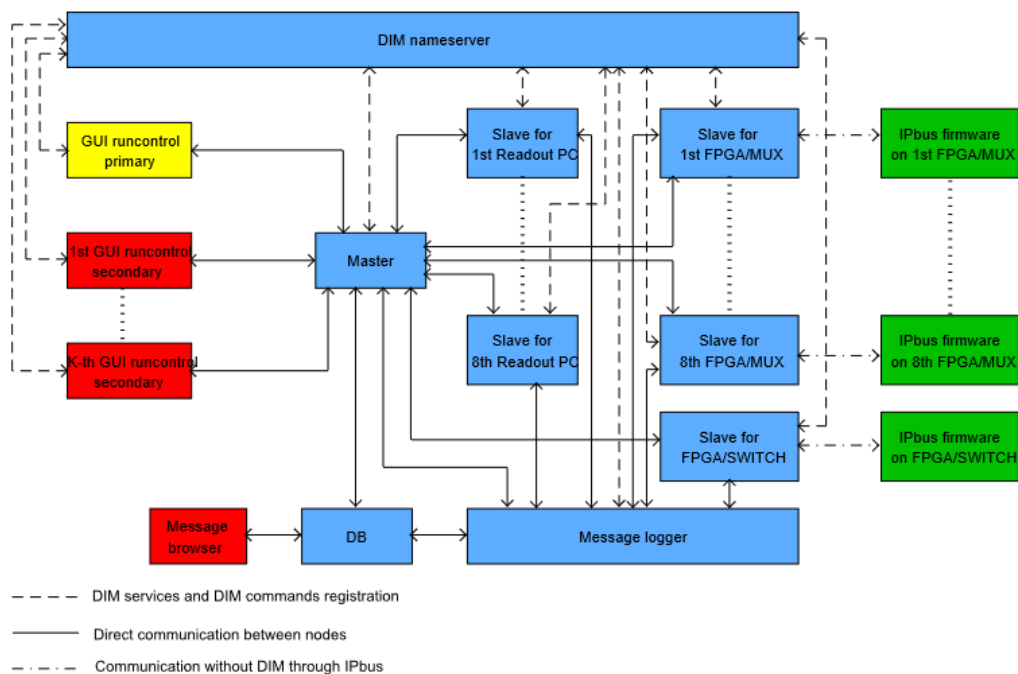 DIM nameserver
GUI runcontrol
primary
Slave for
1st Readout PC
Slave for
1st FPGA/MUX
IPbus firmware
on 1st FPGA/MUX
1st GUI runcontrol
secondary
Master
K-th GUI runcontrol
secondary
Slave for
8th Readout PC
Slave for
8th FPGA/MUX
IPbus firmware
on 8th FPGA/MUX
Slave for
FPGA/SWITCH
IPbus firmware
on FPGA/SWITCH
Message
browser
DB
Message logger
DIM services and DIM commands registration
Direct communication between nodes
Communication without DIM through IPbus